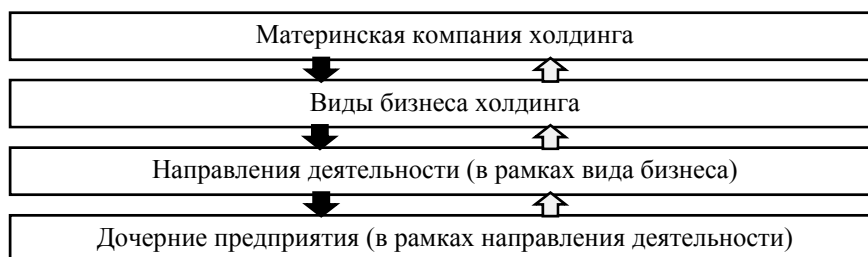 Материнская компания холдинга
Виды бизнеса холдинга
Направления деятельности (в рамках вида бизнеса)
Дочерние предприятия (в рамках направления деятельности)